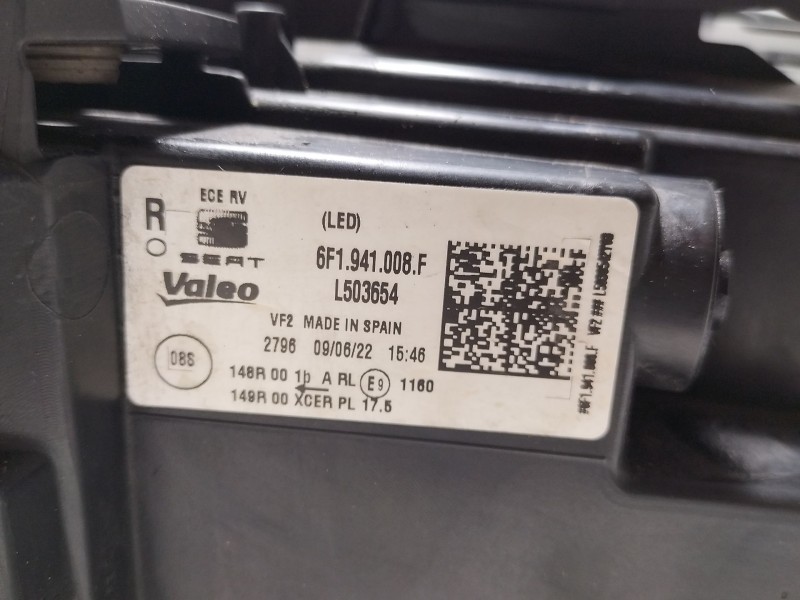 R
ECE RV
(LED)
SEAT
6F1.941.008.F
Valeo
L503654
VF2 MADE IN SPAIN
2796 09/06/22 15:46
08S
148R 00 1b A RL E9 1160
149R 00 XCER PL 17.5